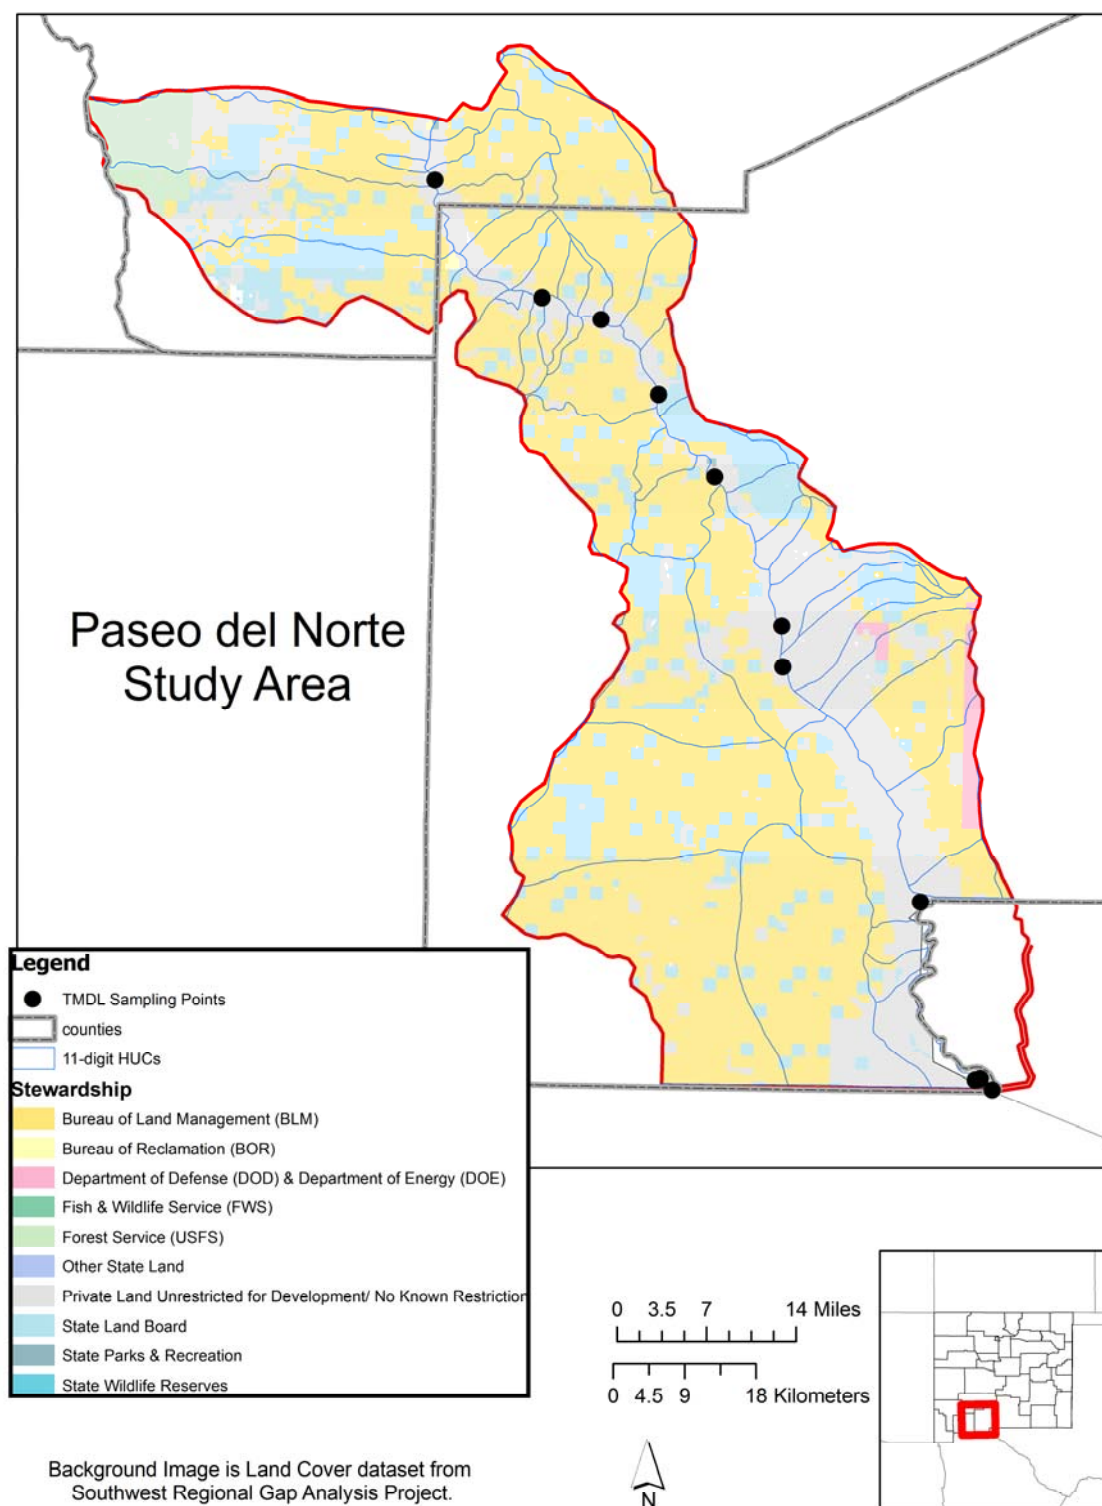 Paseo del Norte
Study Area
Legend
TMDL Sampling Points
counties
11-digit HUCs
Stewardship
Bureau of Land Management (BLM)
Bureau of Reclamation (BOR)
Department of Defense (DOD) & Department of Energy (DOE)
Fish & Wildlife Service (FWS)
Forest Service (USFS)
Other State Land
Private Land Unrestricted for Development/ No Known Restriction
State Land Board
State Parks & Recreation
State Wildlife Reserves
0 3.5 7 14 Miles
0 4.5 9 18 Kilometers
Background Image is Land Cover dataset from
Southwest Regional Gap Analysis Project.
N